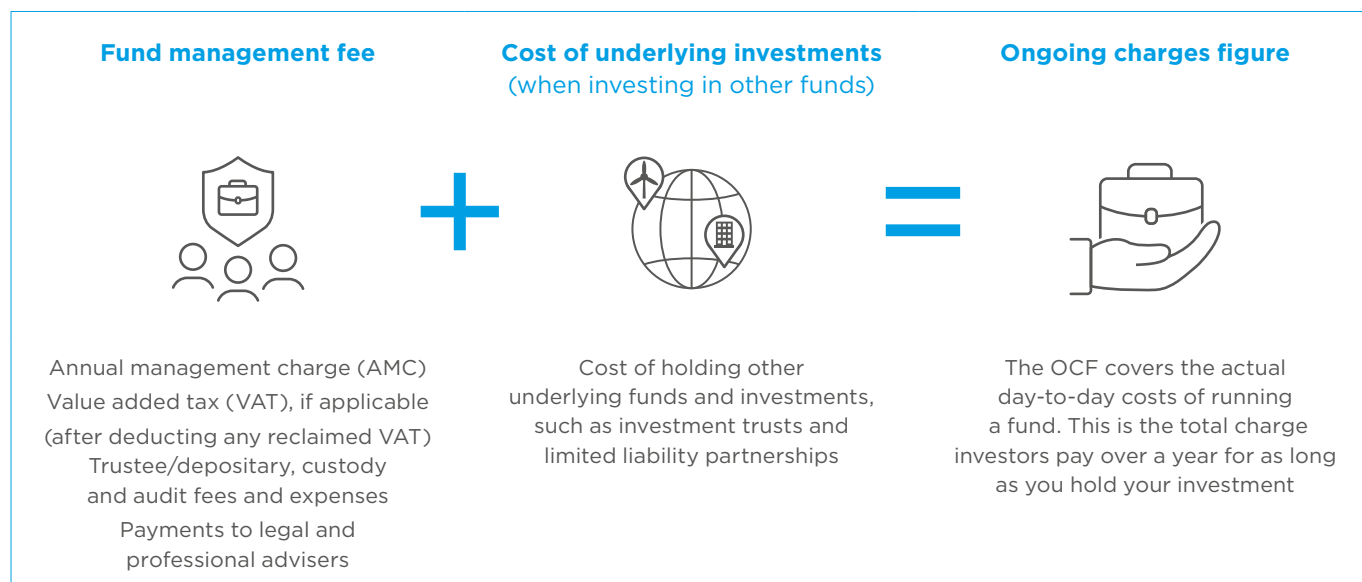 Fund management fee
Cost of underlying investments
(when investing in other funds)
Ongoing charges figure
Annual management charge (AMC)
Value added tax (VAT), if applicable
(after deducting any reclaimed VAT)
Trustee/depositary, custody
and audit fees and expenses
Payments to legal and
professional advisers
Cost of holding other
underlying funds and investments,
such as investment trusts and
limited liability partnerships
The OCF covers the actual
day-to-day costs of running
a fund. This is the total charge
investors pay over a year for as long
as you hold your investment